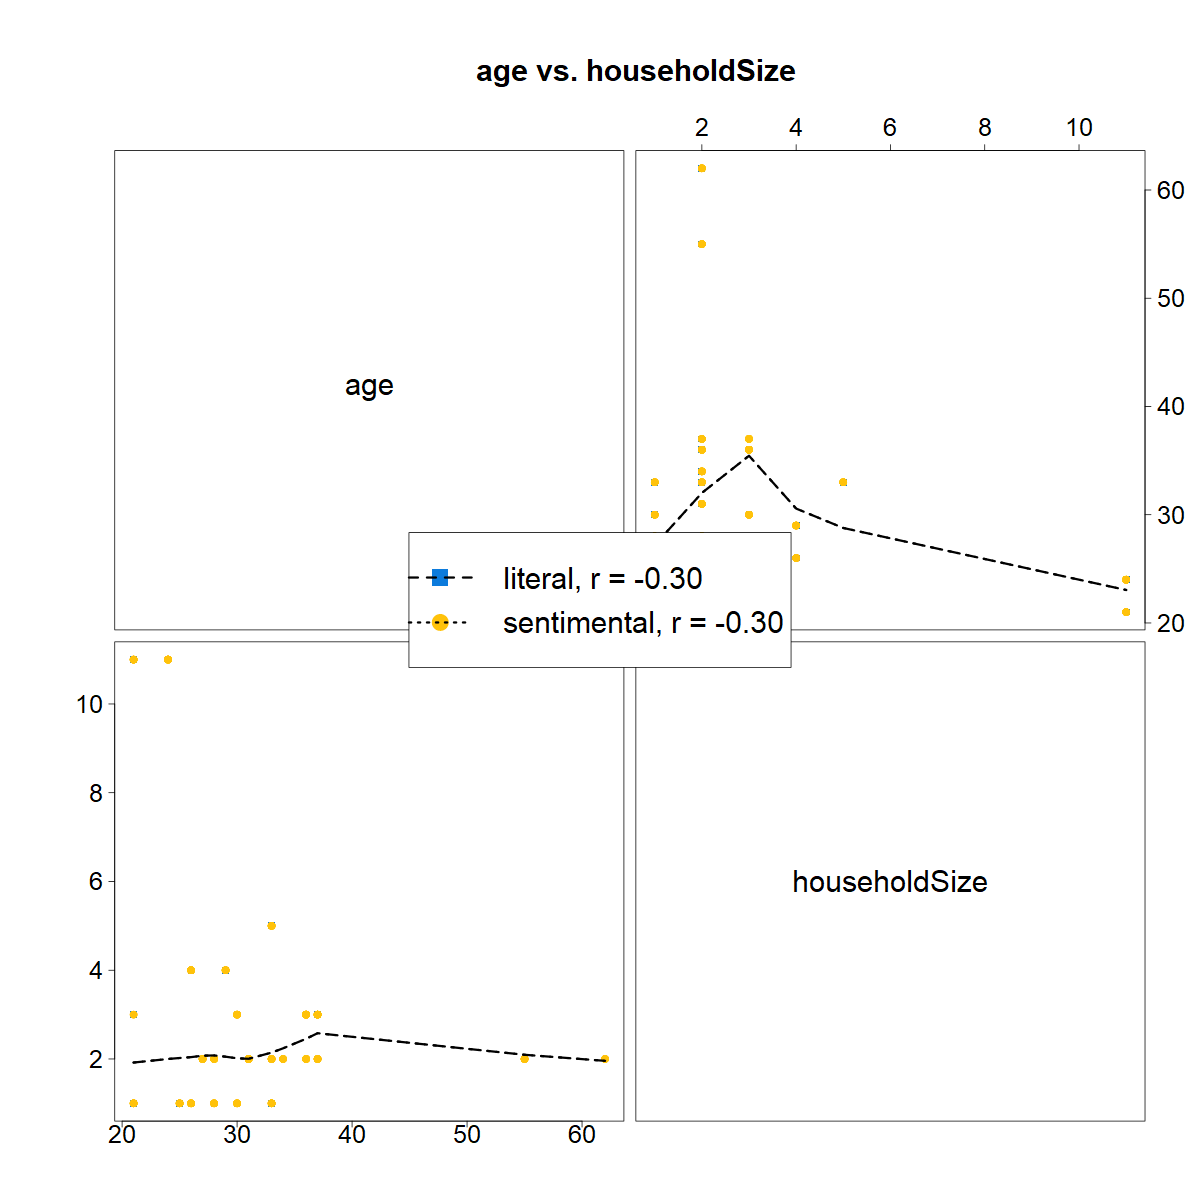 age vs. householdSize
2 4 6 8 10
60
50
age
40
30
literal, r = -0.30
sentimental, r = -0.30
20
10
8
6
householdSize
4
2
20 30 40 50 60